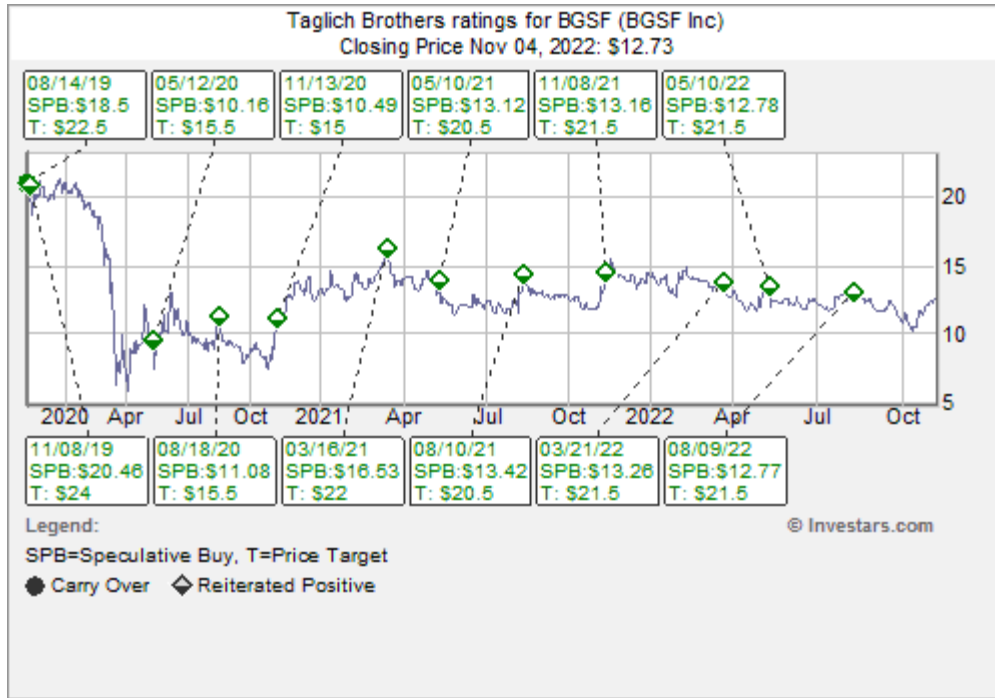 Taglich Brothers ratings for BGSF (BGSF Inc)
Closing Price Nov 04, 2022: $12.73
08/14/19
SPB:$18.5
T: $22.5
05/12/20
SPB:$10.16
T: $15.5
11/13/20
SPB:$10.49
T: $15
05/10/21
SPB:$13.12
T: $20.5
11/08/21
SPB:$13.16
T: $21.5
05/10/22
SPB:$12.78
T: $21.5
20
15
10
5
2020 Apr Jul Oct 2021 Apr Jul Oct 2022 Apr Jul Oct
11/08/19
SPB:$20.46
T: $24
08/18/20
SPB:$11.08
T: $15.5
03/16/21
SPB:$16.53
T: $22
08/10/21
SPB:$13.42
T: $20.5
03/21/22
SPB:$13.26
T: $21.5
08/09/22
SPB:$12.77
T: $21.5
Legend:
© Investars.com
SPB=Speculative Buy, T=Price Target
Carry Over Reiterated Positive